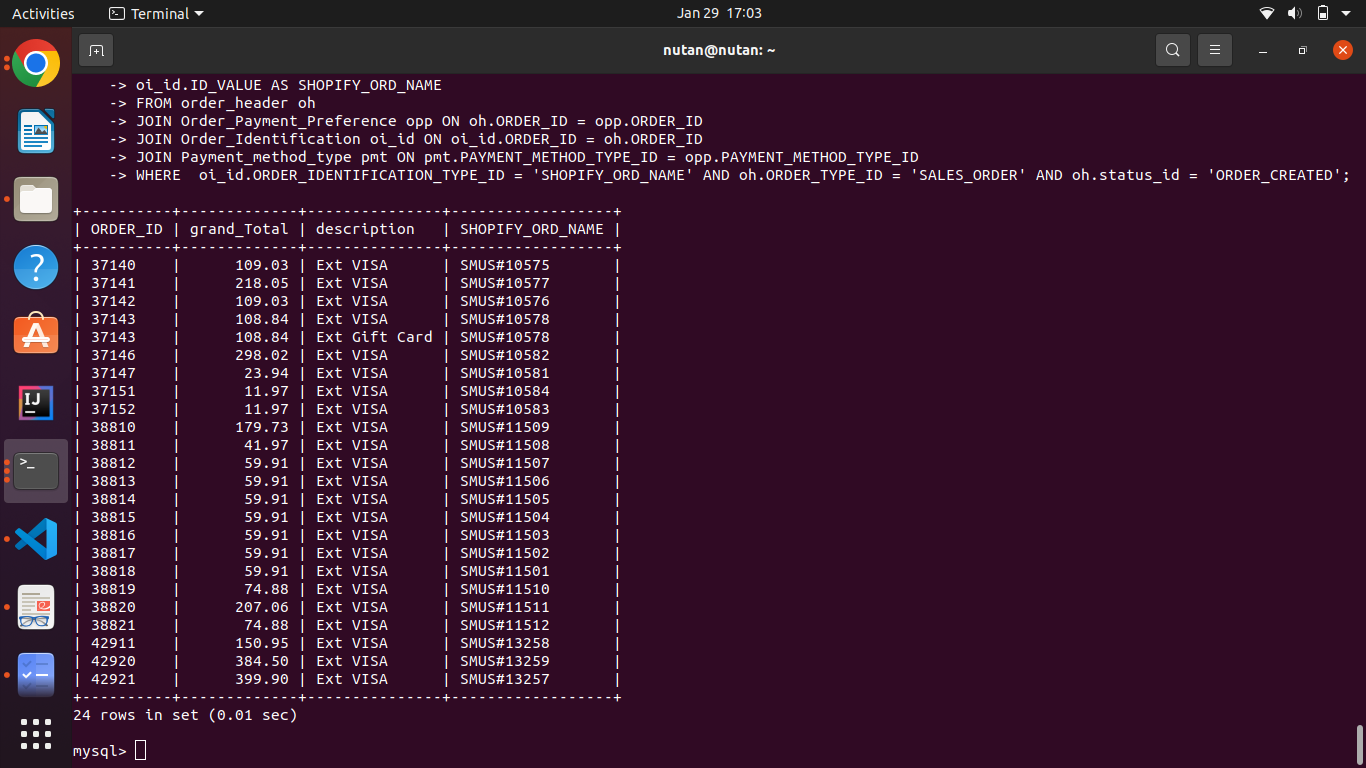 Activities
Terminal
Jan 29 17:03
nutan@nutan: ~
-> oi_id.ID_VALUE AS SHOPIFY_ORD_NAME
-> FROM order_header oh
-> JOIN Order_Payment_Preference opp ON oh.ORDER_ID = opp.ORDER_ID
-> JOIN Order_Identification oi_id ON oi_id.ORDER_ID = oh.ORDER_ID
-> JOIN Payment_method_type pmt ON pmt.PAYMENT_METHOD_TYPE_ID = opp.PAYMENT_METHOD_TYPE_ID
-> WHERE  oi_id.ORDER_IDENTIFICATION_TYPE_ID = 'SHOPIFY_ORD_NAME' AND oh.ORDER_TYPE_ID = 'SALES_ORDER' AND oh.status_id = 'ORDER_CREATED';
+----------+-------------+---------------+------------------+
| ORDER_ID | grand_Total | description   | SHOPIFY_ORD_NAME |
+----------+-------------+---------------+------------------+
| 37140    |      109.03 | Ext VISA      | SMUS#10575       |
| 37141    |      218.05 | Ext VISA      | SMUS#10577       |
| 37142    |      109.03 | Ext VISA      | SMUS#10576       |
| 37143    |      108.84 | Ext VISA      | SMUS#10578       |
| 37143    |      108.84 | Ext Gift Card | SMUS#10578       |
| 37146    |      298.02 | Ext VISA      | SMUS#10582       |
| 37147    |       23.94 | Ext VISA      | SMUS#10581       |
| 37151    |       11.97 | Ext VISA      | SMUS#10584       |
| 37152    |       11.97 | Ext VISA      | SMUS#10583       |
| 38810    |      179.73 | Ext VISA      | SMUS#11509       |
| 38811    |       41.97 | Ext VISA      | SMUS#11508       |
| 38812    |       59.91 | Ext VISA      | SMUS#11507       |
| 38813    |       59.91 | Ext VISA      | SMUS#11506       |
| 38814    |       59.91 | Ext VISA      | SMUS#11505       |
| 38815    |       59.91 | Ext VISA      | SMUS#11504       |
| 38816    |       59.91 | Ext VISA      | SMUS#11503       |
| 38817    |       59.91 | Ext VISA      | SMUS#11502       |
| 38818    |       59.91 | Ext VISA      | SMUS#11501       |
| 38819    |       74.88 | Ext VISA      | SMUS#11510       |
| 38820    |      207.06 | Ext VISA      | SMUS#11511       |
| 38821    |       74.88 | Ext VISA      | SMUS#11512       |
| 42911    |      150.95 | Ext VISA      | SMUS#13258       |
| 42920    |      384.50 | Ext VISA      | SMUS#13259       |
| 42921    |      399.90 | Ext VISA      | SMUS#13257       |
+----------+-------------+---------------+------------------+
24 rows in set (0.01 sec)
mysql>